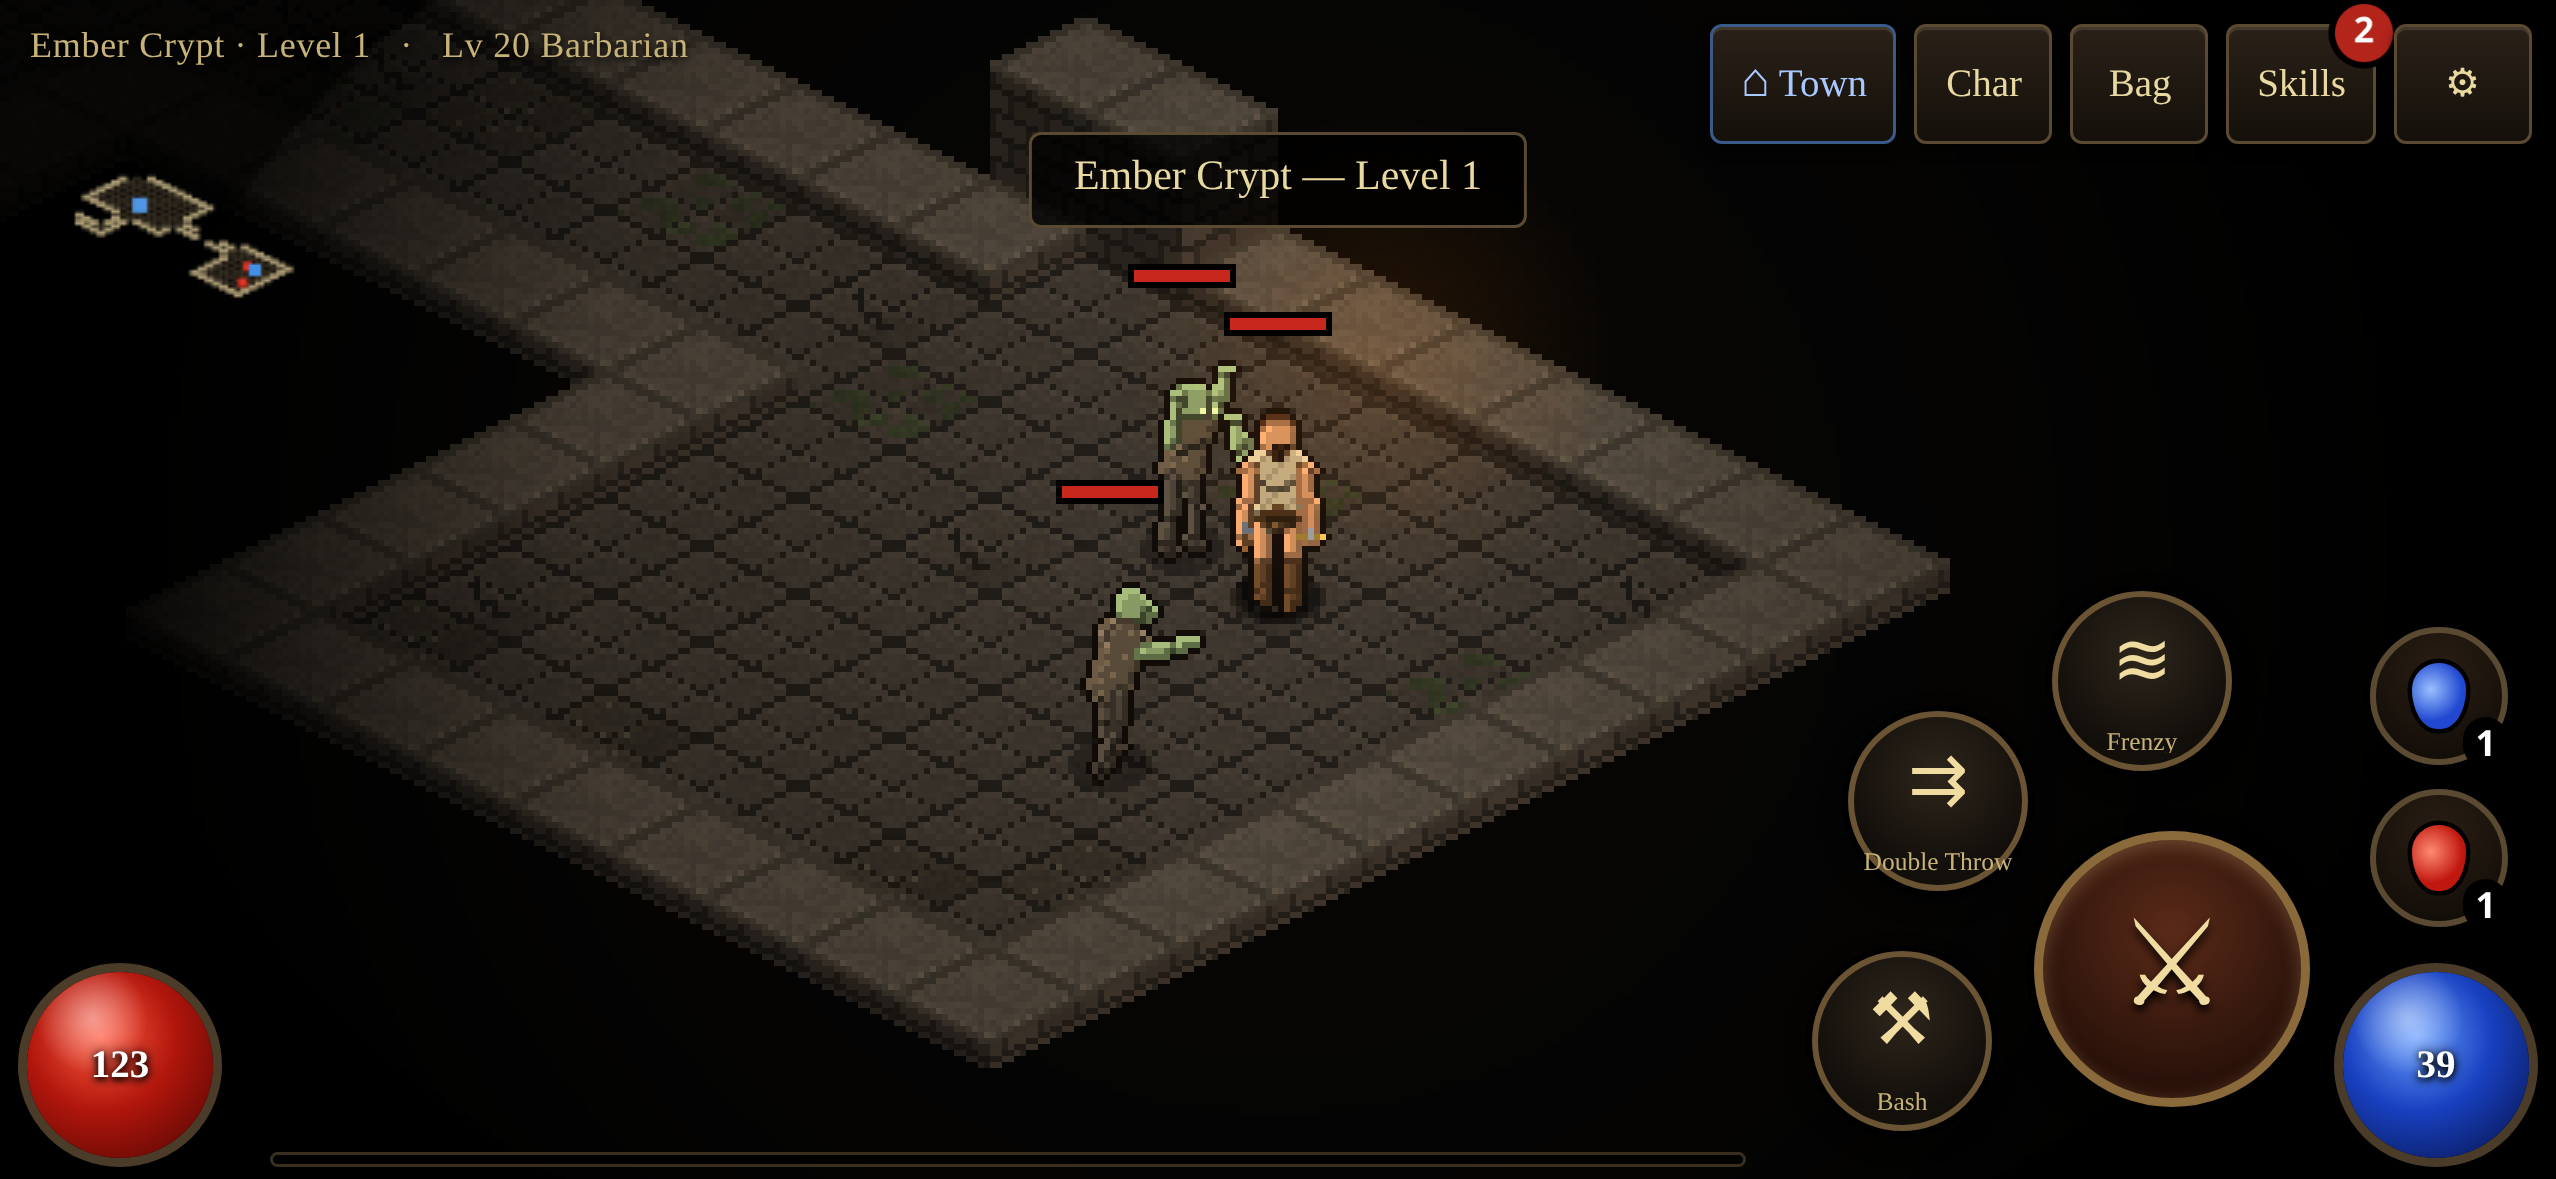 Ember Crypt · Level 1 · Lv 20 Barbarian
Town
Char
Bag
Skills
2
Ember Crypt — Level 1
Frenzy
1
Double Throw
1
Bash
123
39